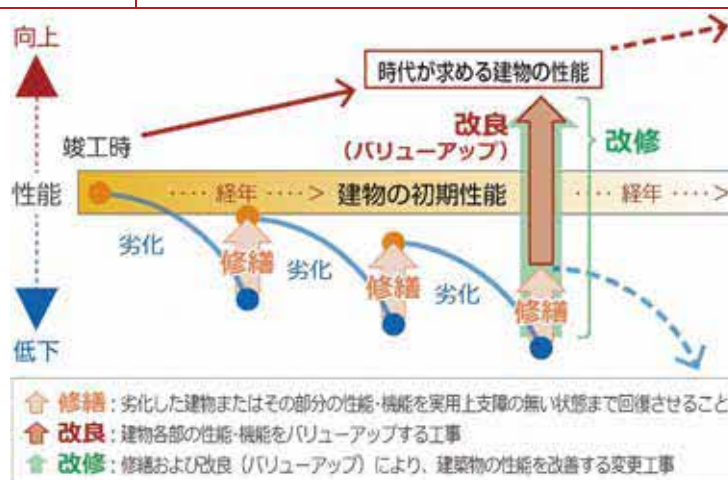 向上
時代が求める建物の性能
改良
(バリューアップ)
改修
竣工時
性能
‥‥ 経年 ‥‥> 建物の初期性能 ‥‥ 経年 ‥‥>
劣化
修繕
劣化
修繕
劣化
修繕
低下
修繕：劣化した建物またはその部分の性能･機能を実用上支障の無い状態まで回復させること
改良：建物各部の性能･機能をバリューアップする工事
改修：修繕および改良（バリューアップ）により、建築物の性能を改善する変更工事